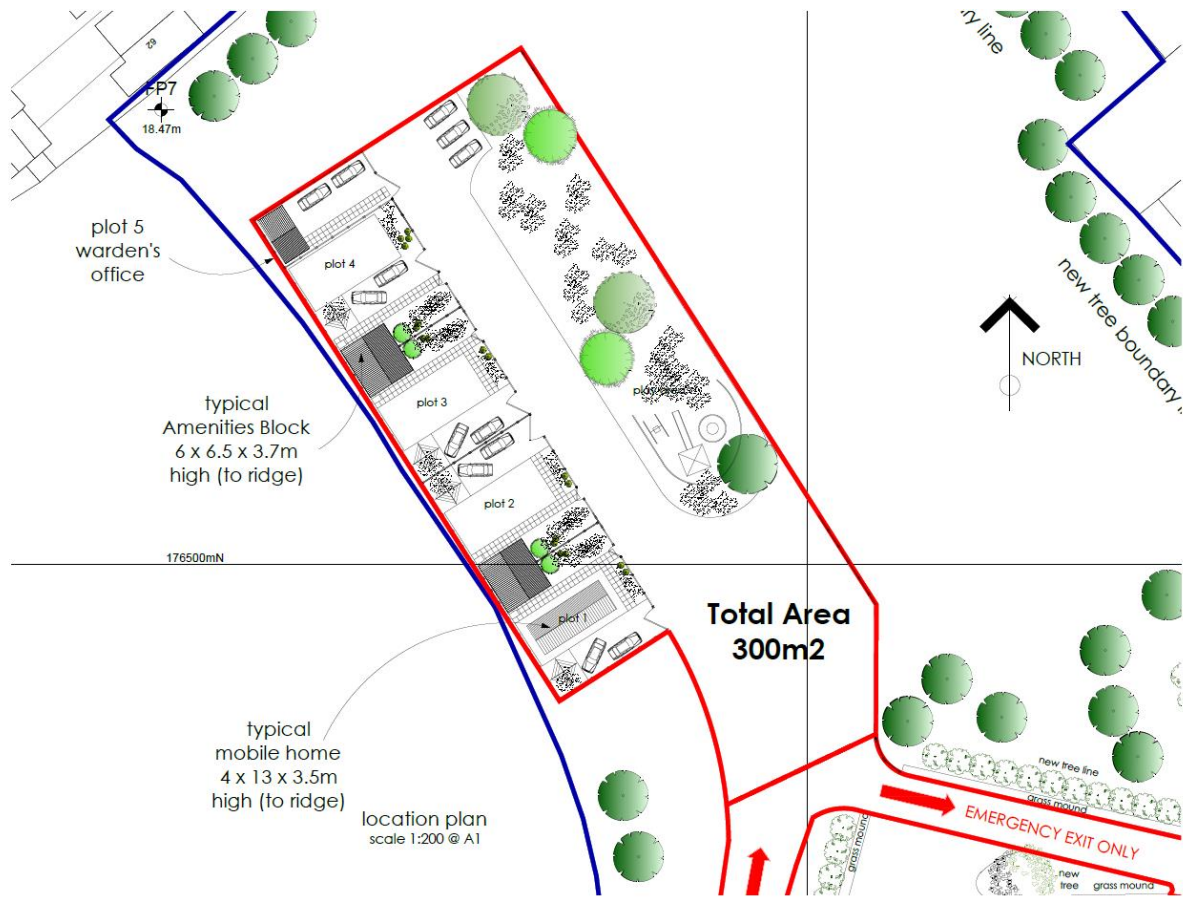 ry line
62
FP7
18.47m
plot 5
warden's
office
plot 4
typical
Amenities Block
6 x 6.5 x 3.7m
high (to ridge)
plot 3
NORTH
new tree boundary
plot 2
176500mN
plot 1
Total Area
300m2
typical
mobile home
4 x 13 x 3.5m
high (to ridge)
location plan
scale 1:200 @ A1
new tree line
grass mound
EMERGENCY EXIT ONLY
grass mound
new
tree
grass mound